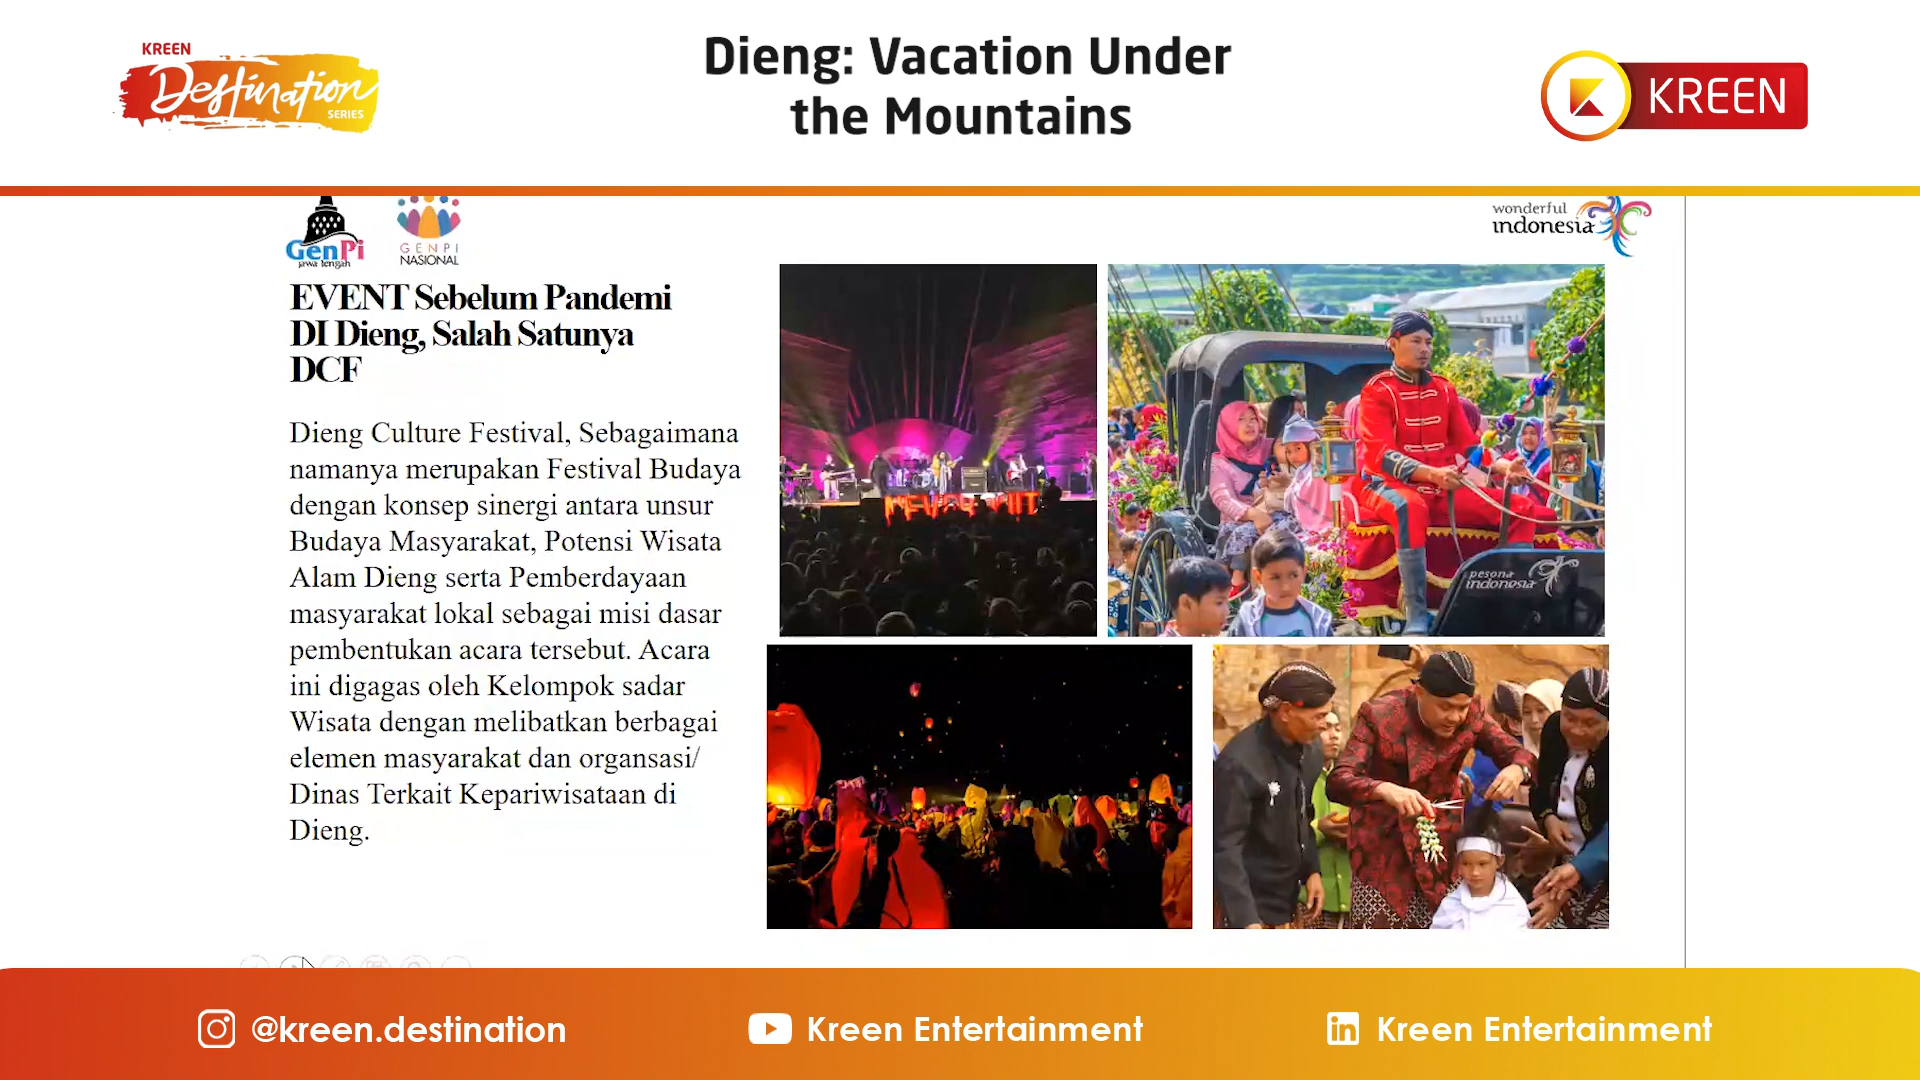 KREEN
Destination
SERIES
Dieng: Vacation Under
the Mountains
KREEN
GenPi
jawa tengah
GENPI
NASIONAL
wonderful
indonesia
EVENT Sebelum Pandemi
DI Dieng, Salah Satunya
DCF
Dieng Culture Festival, Sebagaimana
namanya merupakan Festival Budaya
dengan konsep sinergi antara unsur
Budaya Masyarakat, Potensi Wisata
Alam Dieng serta Pemberdayaan
masyarakat lokal sebagai misi dasar
pembentukan acara tersebut. Acara
ini digagas oleh Kelompok sadar
Wisata dengan melibatkan berbagai
elemen masyarakat dan organsasi/
Dinas Terkait Kepariwisataan di
Dieng.
pesona
indonesia
@kreen.destination
Kreen Entertainment
in Kreen Entertainment